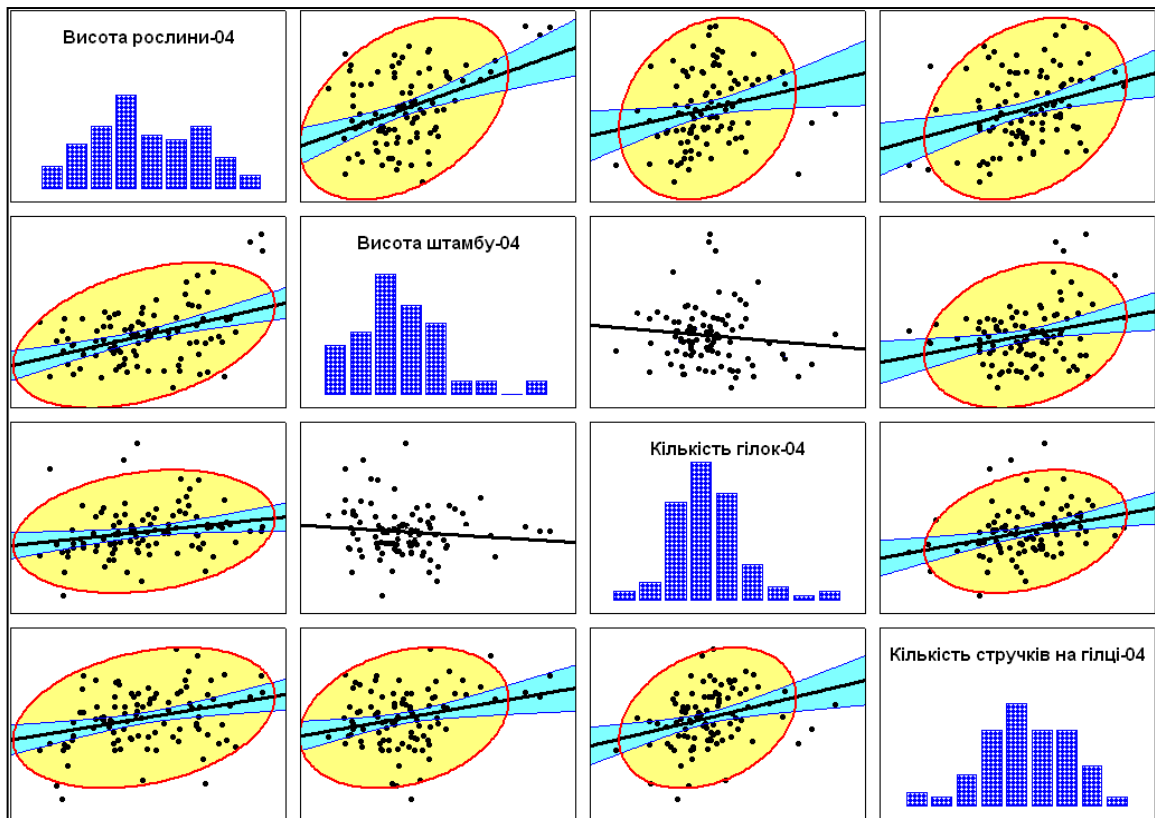 Висота рослини-04
Висота штамбу-04
Кількість гілок-04
Кількість стручків на гілці-04